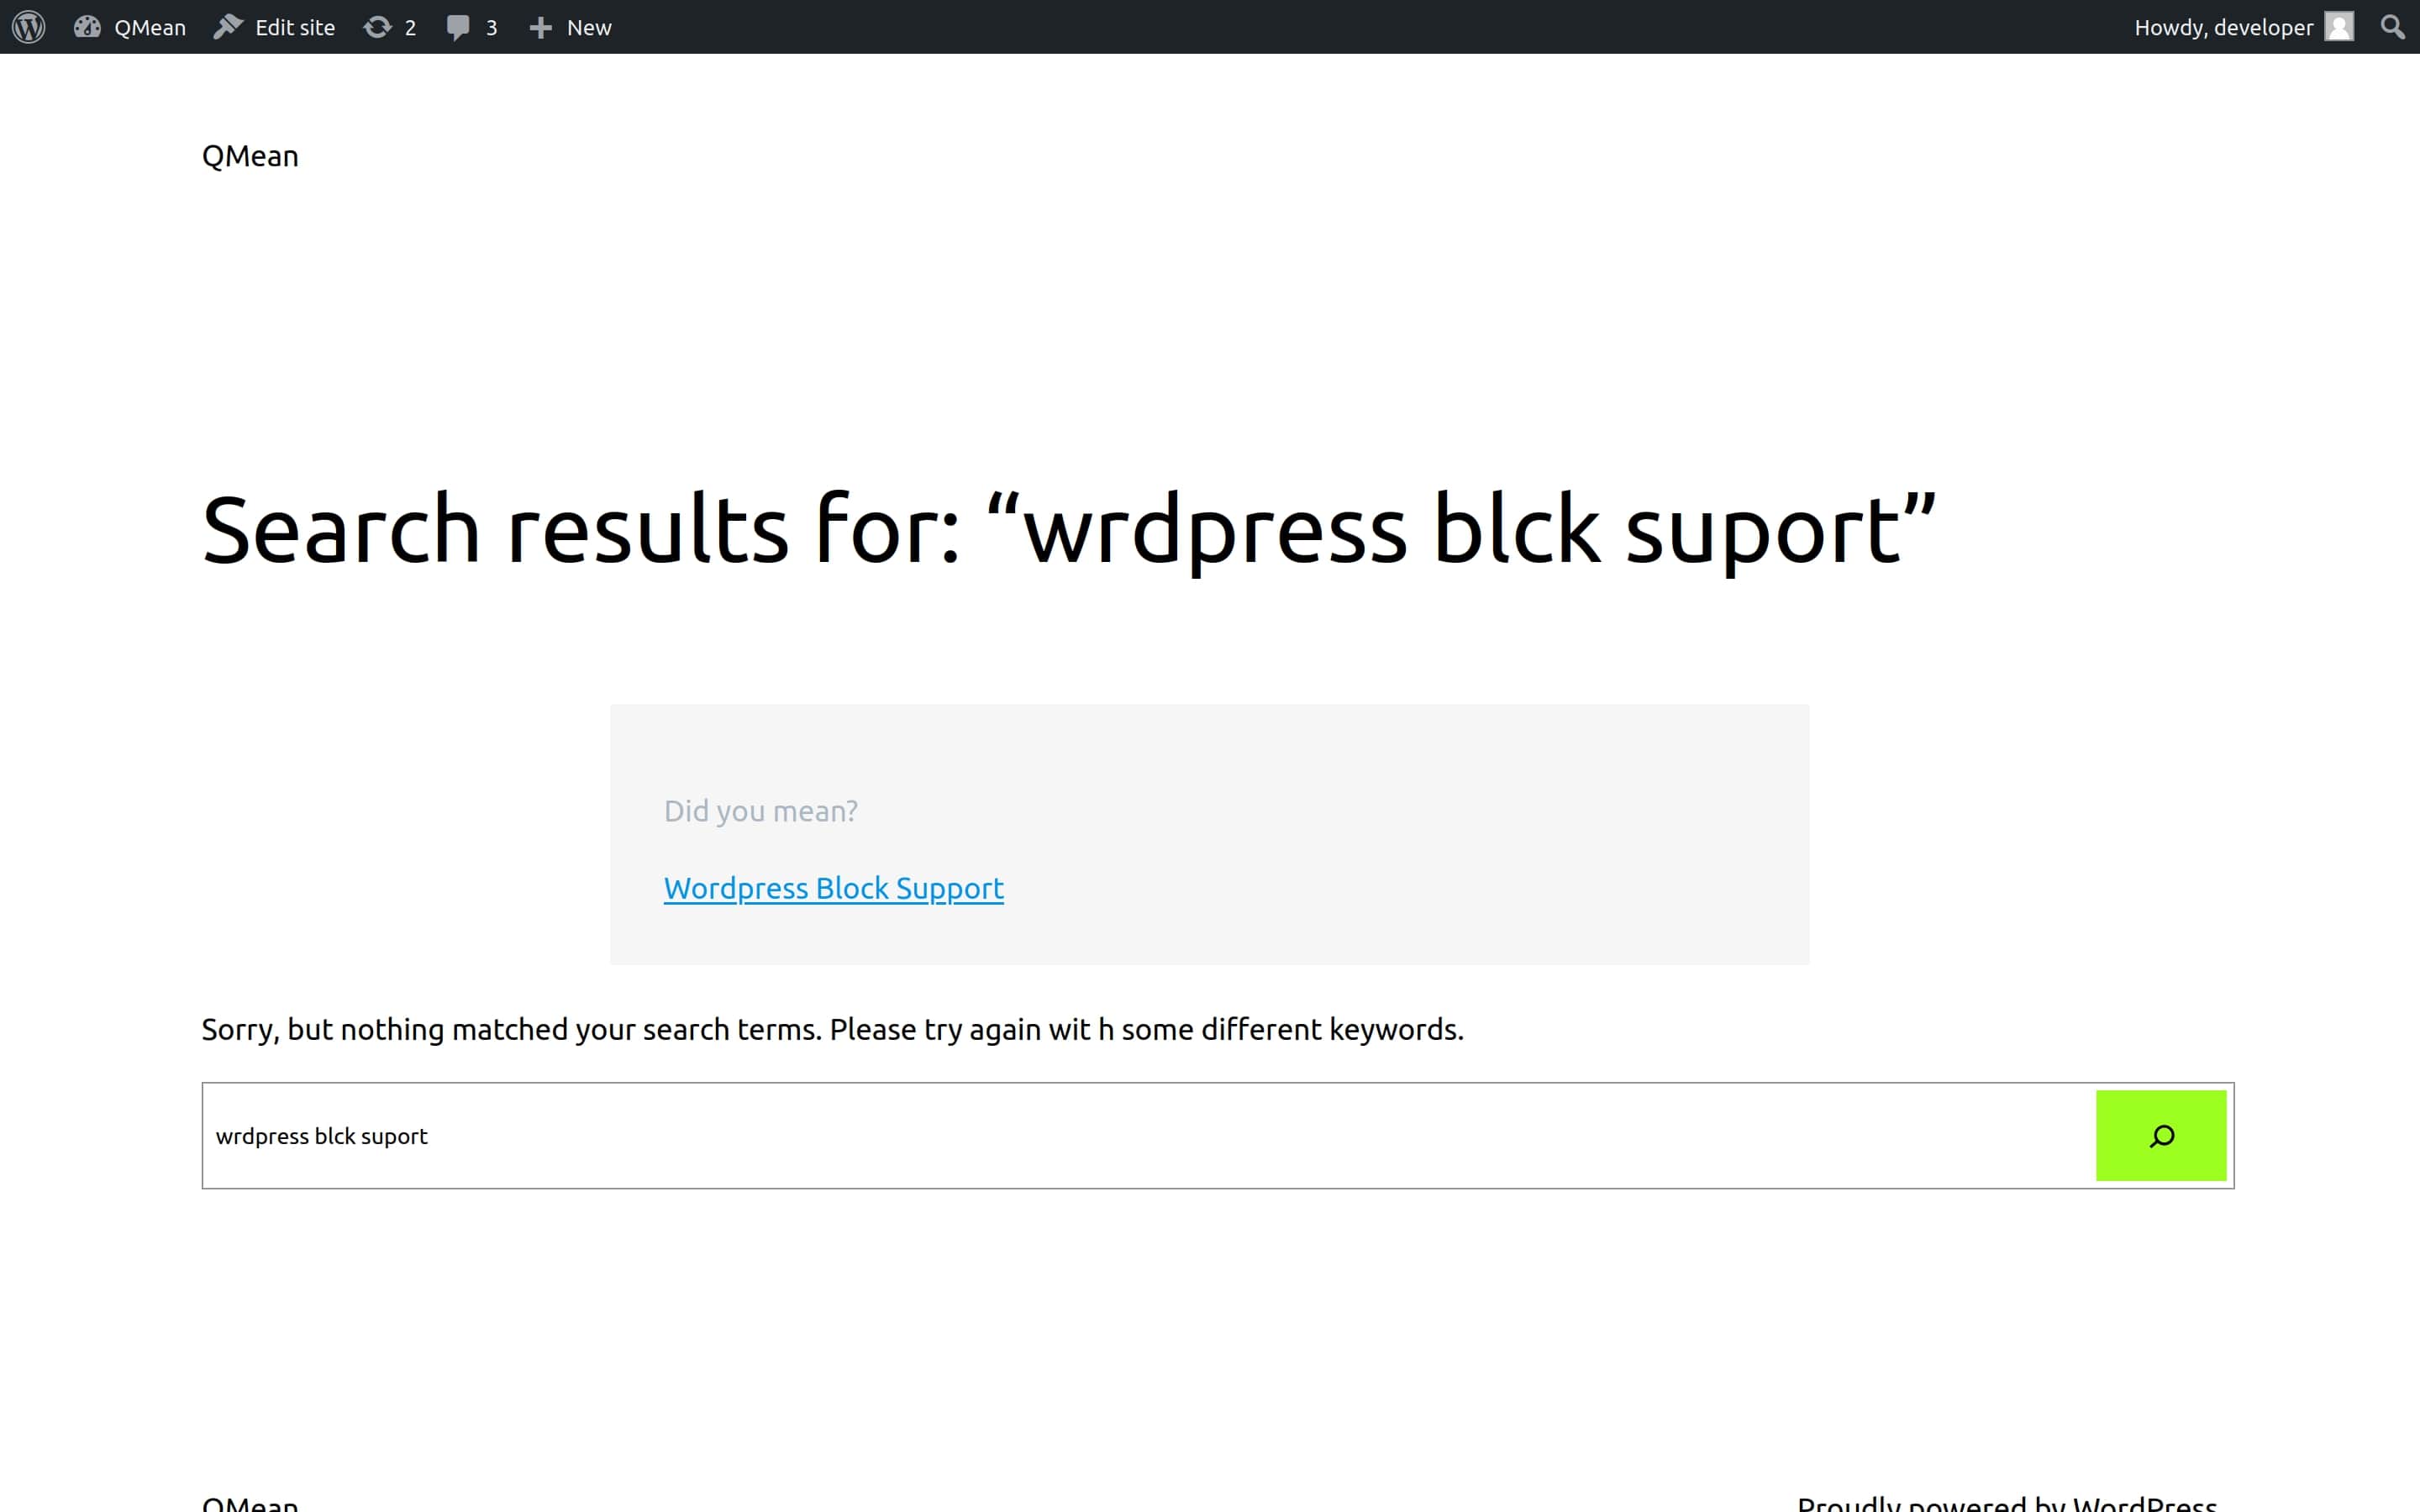 QMean Edit site 2 3 New Howdy, developer
QMean
Search results for: “wrdpress blck suport”
Did you mean?
Wordpress Block Support
Sorry, but nothing matched your search terms. Please try again wit h some different keywords.
wrdpress blck suport
QMean Proudly powered by WordPress